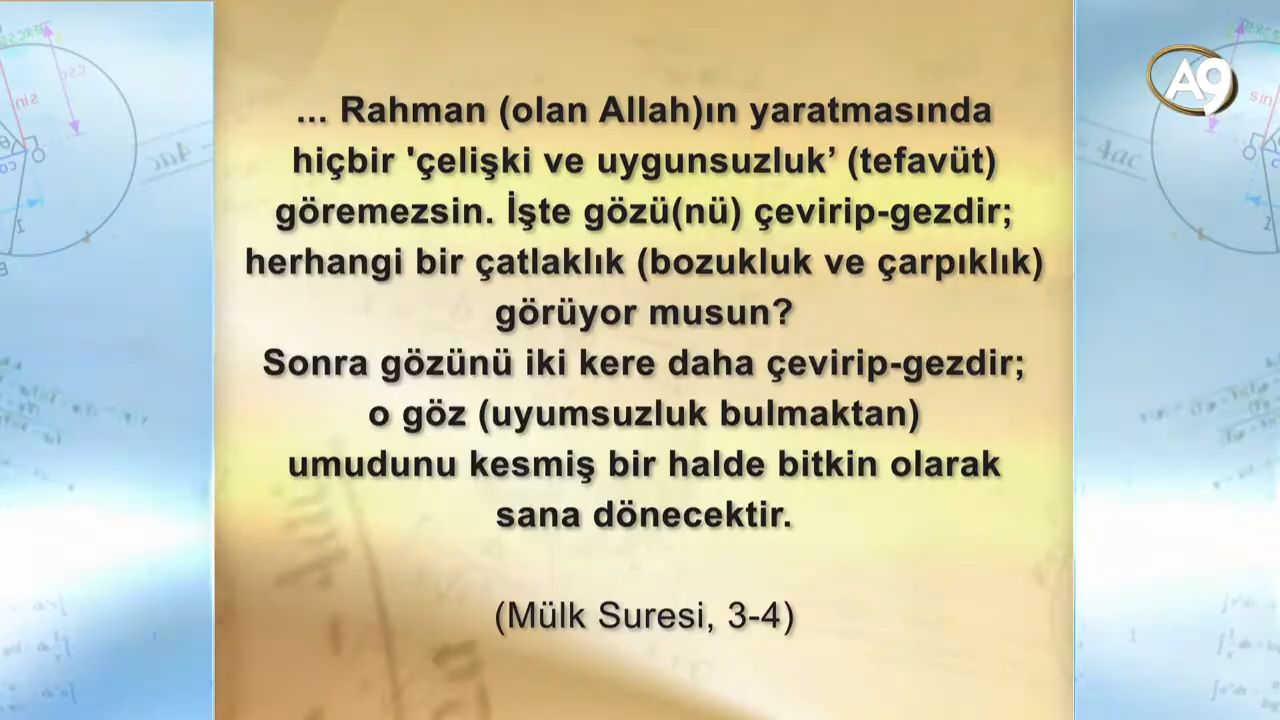 A9
... Rahman (olan Allah)ın yaratmasında
hiçbir 'çelişki ve uygunsuzluk’ (tefavüt)
göremezsin. İşte gözü(nü) çevirip-gezdir;
herhangi bir çatlaklık (bozukluk ve çarpıklık)
görüyor musun?
Sonra gözünü iki kere daha çevirip-gezdir;
o göz (uyumsuzluk bulmaktan)
umudunu kesmiş bir halde bitkin olarak
sana dönecektir.
(Mülk Suresi, 3-4)
sin
4ac